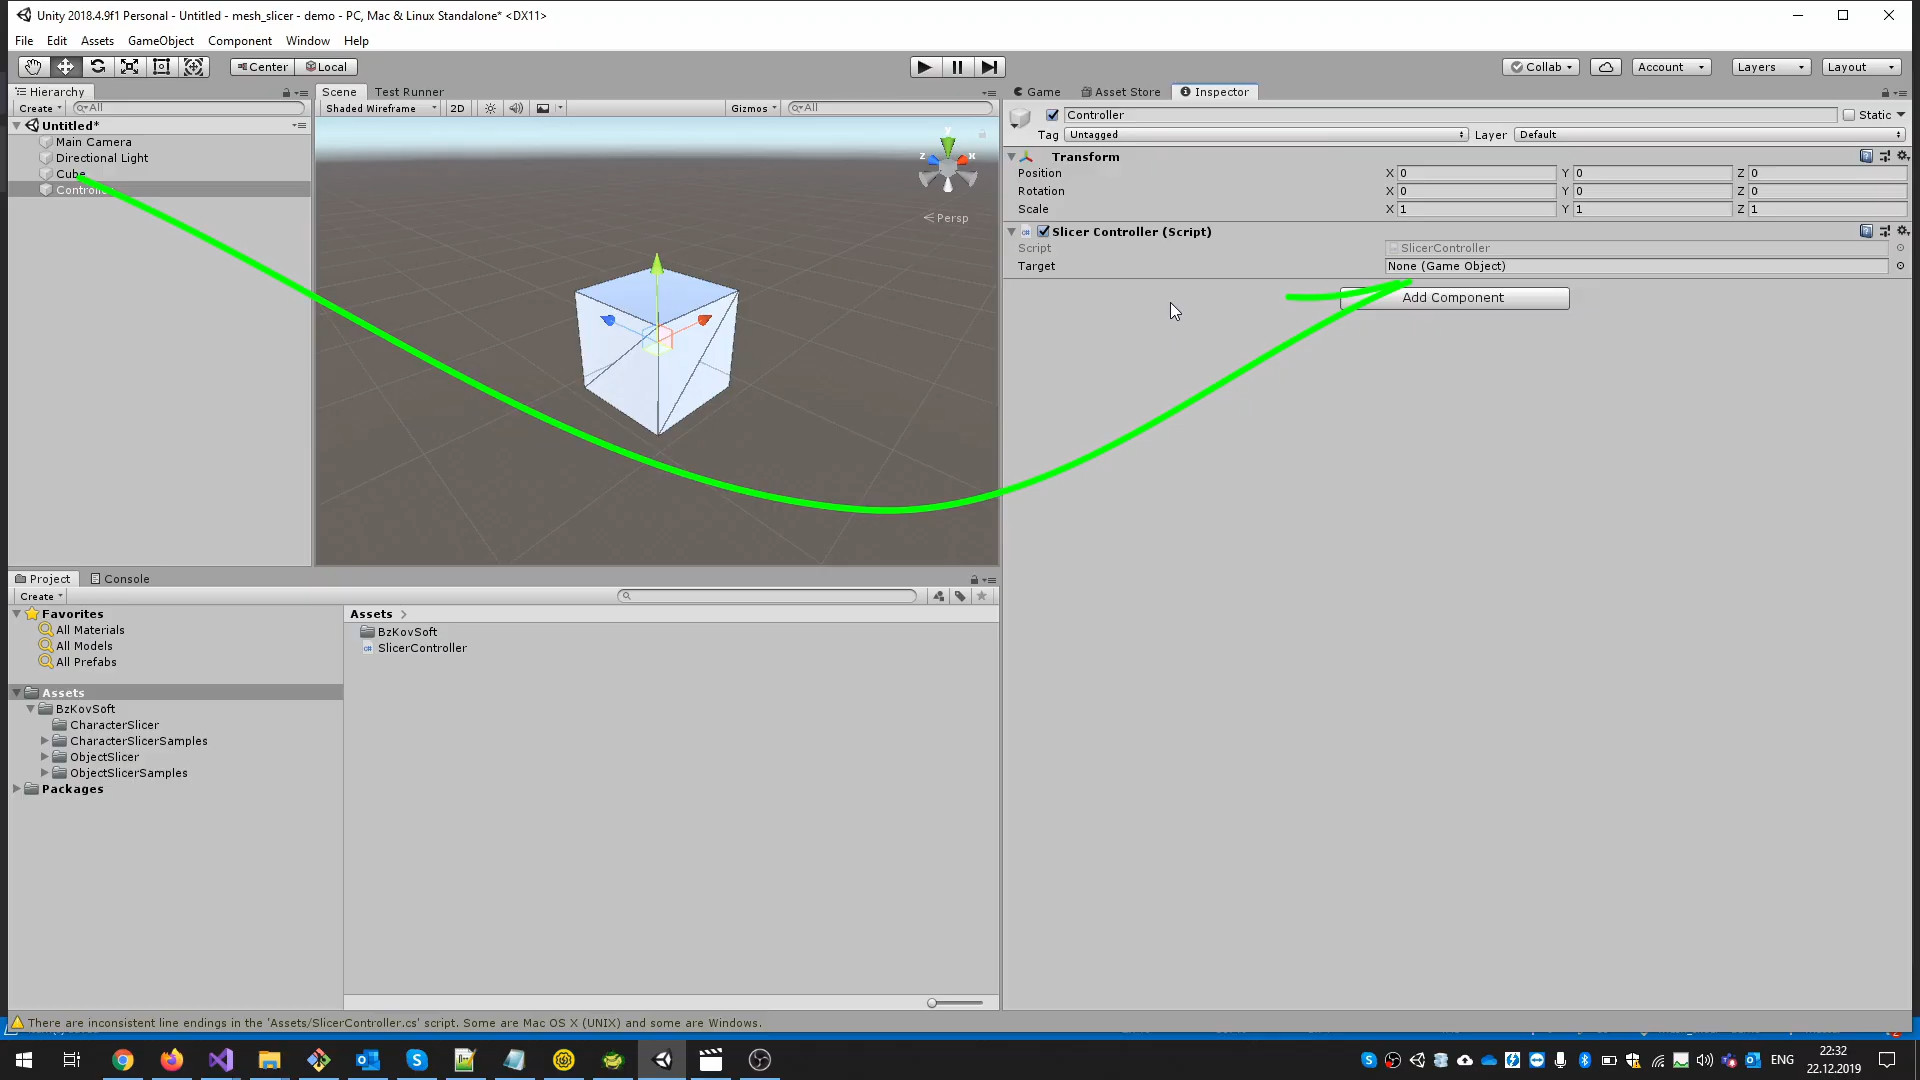 Unity 2018.4.9f1 Personal - Untitled - mesh_slicer - demo - PC, Mac & Linux Standalone* <DX11>
File Edit Assets GameObject Component Window Help
Center Local Collab Account Layers Layout
Hierarchy
Create All
Untitled*
Main Camera
Directional Light
Cube
Controller
Scene Test Runner
Shaded Wireframe 2D Gizmos All
y
z x
Persp
Game Asset Store Inspector
Controller Static
Tag Untagged Layer Default
Transform
Position X 0 Y 0 Z 0
Rotation X 0 Y 0 Z 0
Scale X 1 Y 1 Z 1
Slicer Controller (Script)
Script SlicerController
Target None (Game Object)
Add Component
Project Console
Create
Favorites
All Materials
All Models
All Prefabs
Assets
BzKovSoft
CharacterSlicer
CharacterSlicerSamples
ObjectSlicer
ObjectSlicerSamples
Packages
Assets
BzKovSoft
SlicerController
There are inconsistent line endings in the 'Assets/SlicerController.cs' script. Some are Mac OS X (UNIX) and some are Windows.
ENG
22:32
22.12.2019